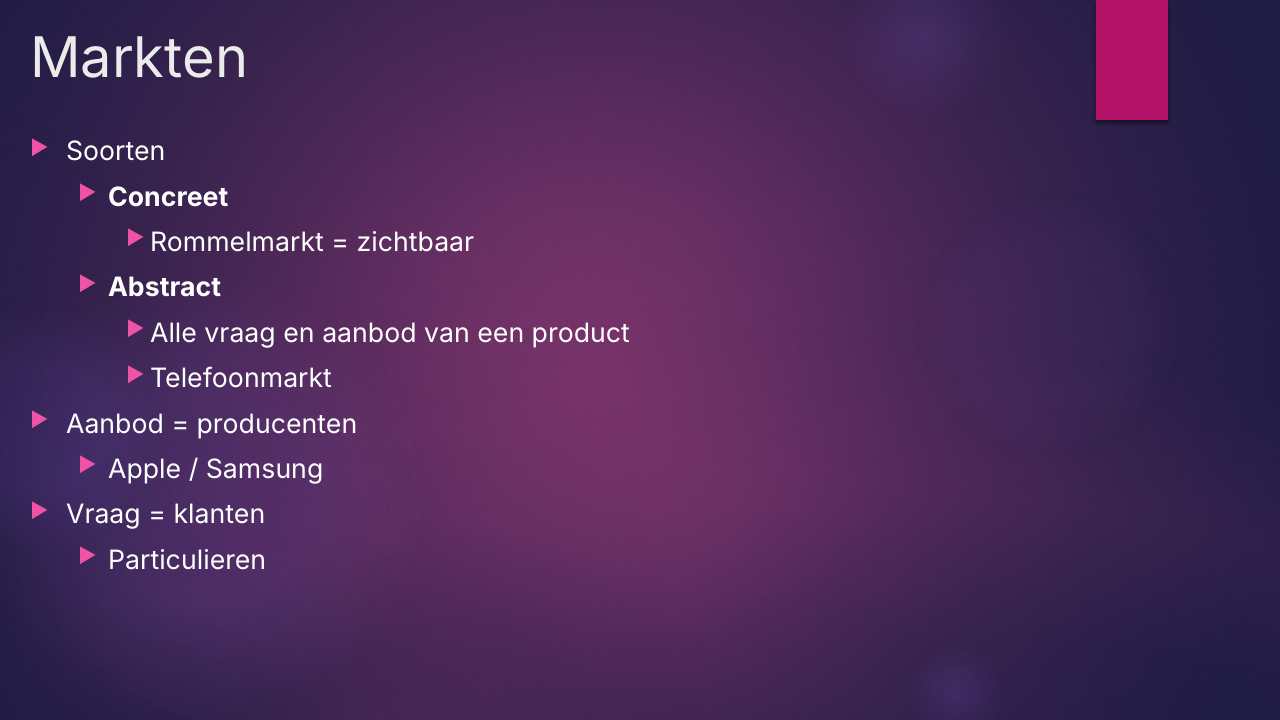 Markten
Soorten
Concreet
Rommelmarkt = zichtbaar
Abstract
Alle vraag en aanbod van een product
Telefoonmarkt
Aanbod = producenten
Apple / Samsung
Vraag = klanten
Particulieren